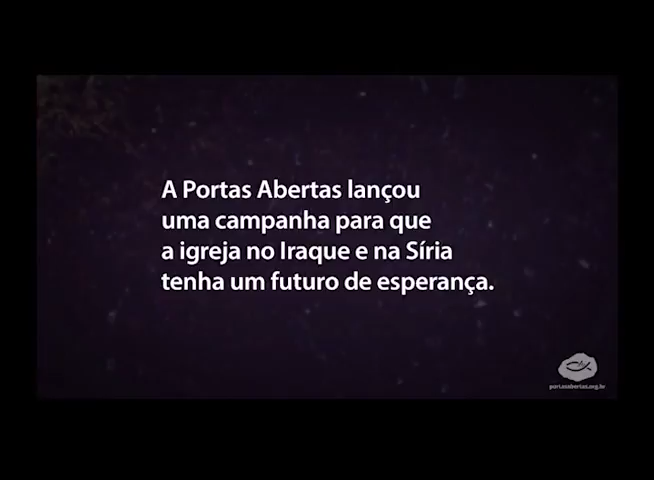 A Portas Abertas lançou
uma campanha para que
a igreja no Iraque e na Síria
tenha um futuro de esperança.
portasabertas.org.br